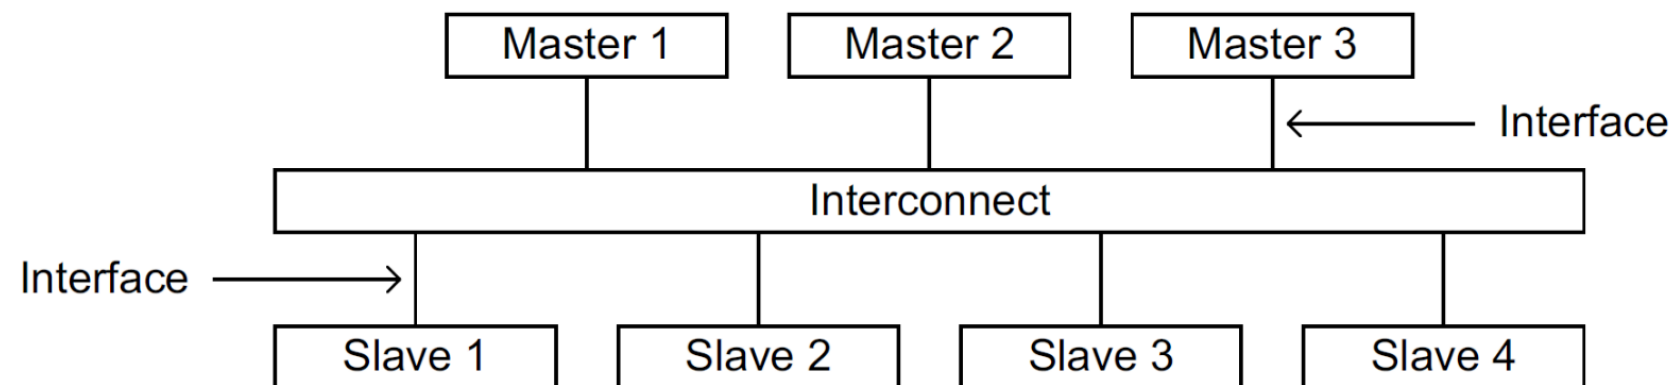 Master 1
Master 2
Master 3
Interface
Interconnect
Interface
Slave 1
Slave 2
Slave 3
Slave 4